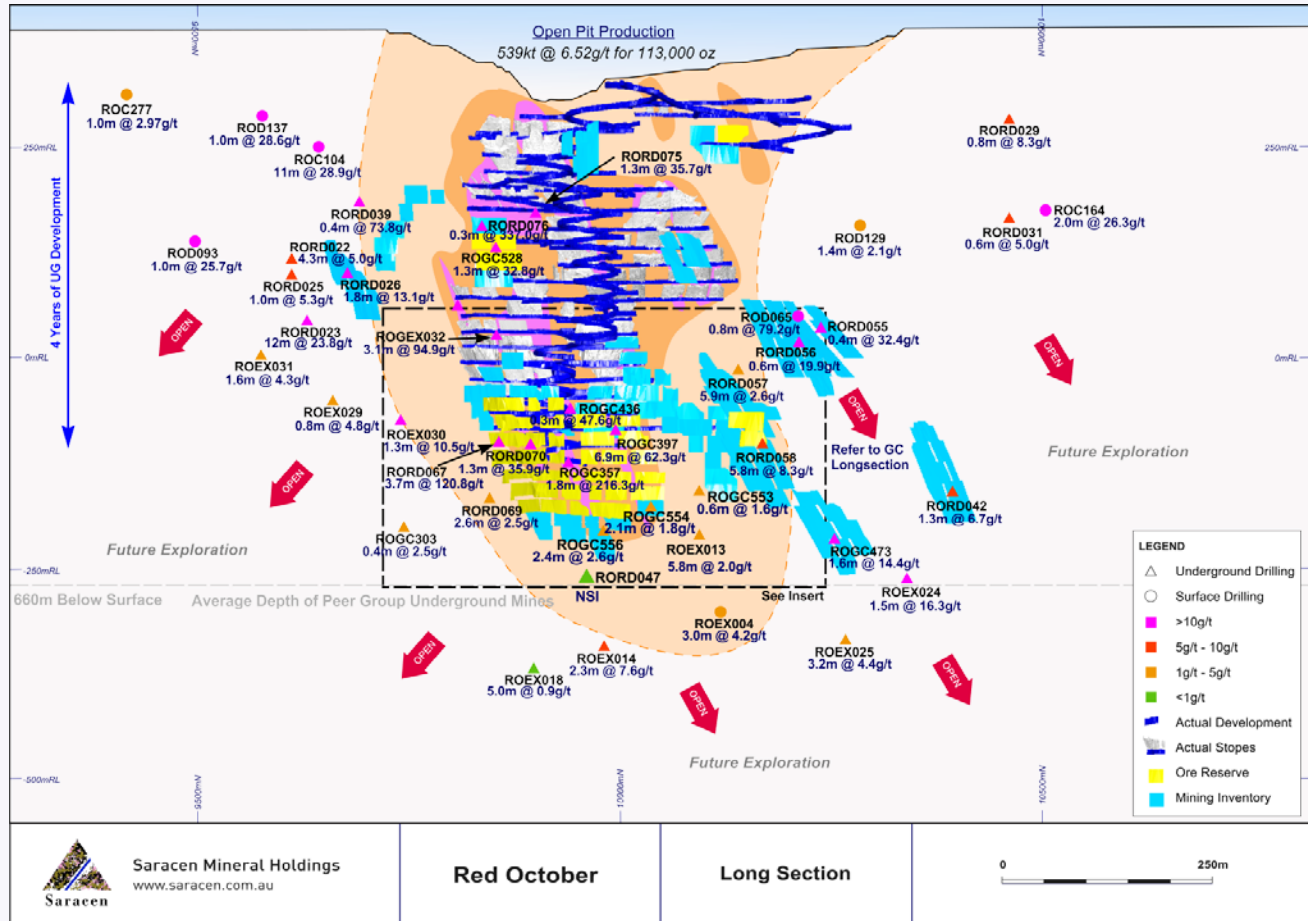 Open Pit Production
539kt @ 6.52g/t for 113,000 oz
9500mN
10500mN
ROC277
1.0m @ 2.97g/t
ROD137
1.0m @ 28.6g/t
ROC104
11m @ 28.9g/t
RORD029
0.8m @ 8.3g/t
250mRL
250mRL
RORD075
1.3m @ 35.7g/t
4 Years of UG Development
RORD039
0.4m @ 73.8g/t
RORD076
0.3m @ 337.0g/t
ROGC528
1.3m @ 32.8g/t
ROC164
2.0m @ 26.3g/t
RORD031
0.6m @ 5.0g/t
ROD129
1.4m @ 2.1g/t
ROD093
1.0m @ 25.7g/t
RORD022
4.3m @ 5.0g/t
RORD025
1.0m @ 5.3g/t
RORD026
1.8m @ 13.1g/t
RORD023
12m @ 23.8g/t
OPEN
ROGEX032
3.1m @ 94.9g/t
ROD065
0.8m @ 79.2g/t
RORD055
0.4m @ 32.4g/t
RORD056
0.6m @ 19.9g/t
OPEN
0mRL
0mRL
ROEX031
1.6m @ 4.3g/t
RORD057
5.9m @ 2.6g/t
OPEN
ROEX029
0.8m @ 4.8g/t
ROEX030
1.3m @ 10.5g/t
ROGC436
0.3m @ 47.6g/t
ROGC397
6.9m @ 62.3g/t
RORD058
5.8m @ 8.3g/t
Refer to GC
Longsection
Future Exploration
RORD067
3.7m @ 120.8g/t
RORD070
1.3m @ 35.9g/t
ROGC357
1.8m @ 216.3g/t
OPEN
RORD069
2.6m @ 2.5g/t
ROGC553
0.6m @ 1.6g/t
RORD042
1.3m @ 6.7g/t
ROGC554
2.1m @ 1.8g/t
ROGC303
0.4m @ 2.5g/t
ROGC556
2.4m @ 2.6g/t
ROEX013
5.8m @ 2.0g/t
ROGC473
1.6m @ 14.4g/t
Future Exploration
-250mRL
RORD047
NSI
See Insert
ROEX024
1.5m @ 16.3g/t
660m Below Surface
Average Depth of Peer Group Underground Mines
ROEX004
3.0m @ 4.2g/t
OPEN
ROEX014
2.3m @ 7.6g/t
ROEX025
3.2m @ 4.4g/t
ROEX018
5.0m @ 0.9g/t
OPEN
OPEN
Future Exploration
-500mRL
9500mN
10000mN
10500mN
LEGEND
Underground Drilling
Surface Drilling
>10g/t
5g/t - 10g/t
1g/t - 5g/t
<1g/t
Actual Development
Actual Stopes
Ore Reserve
Mining Inventory
Saracen
Saracen Mineral Holdings
www.saracen.com.au
Red October
Long Section
0
250m